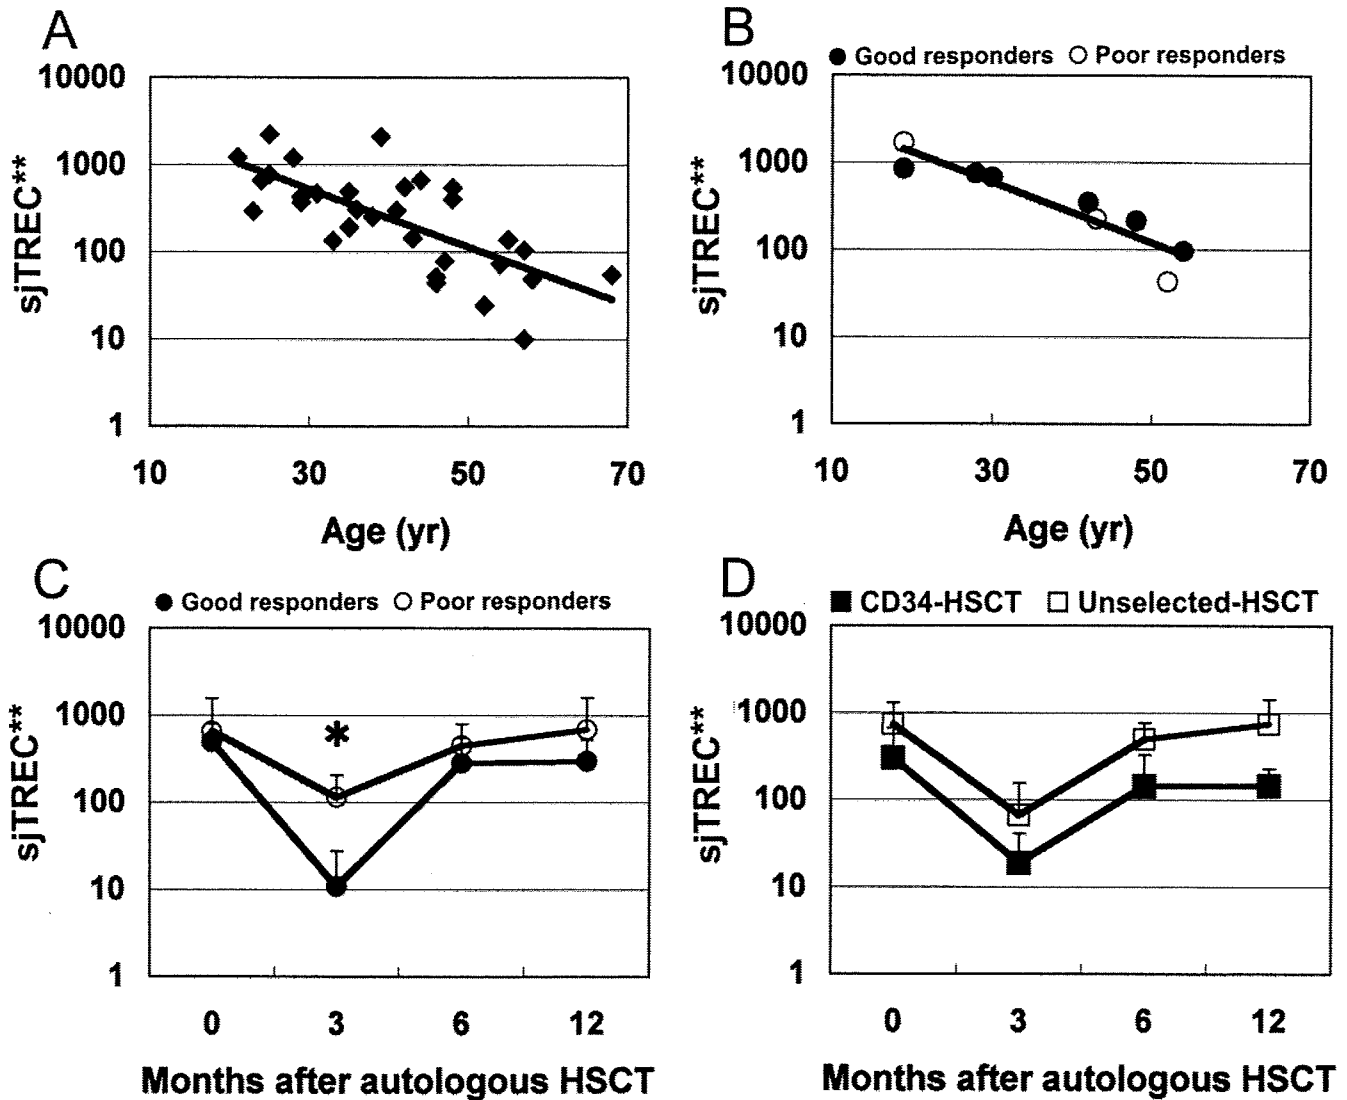 A
10000
1000
100
10
1
sjTREC**
10 30 50 70
Age (yr)
B
Good responders Poor responders
10000
1000
100
10
1
sjTREC**
10 30 50 70
Age (yr)
C
Good responders Poor responders
10000
1000
100
10
1
sjTREC**
*
0 3 6 12
Months after autologous HSCT
D
CD34-HSCT Unselected-HSCT
10000
1000
100
10
1
sjTREC**
0 3 6 12
Months after autologous HSCT